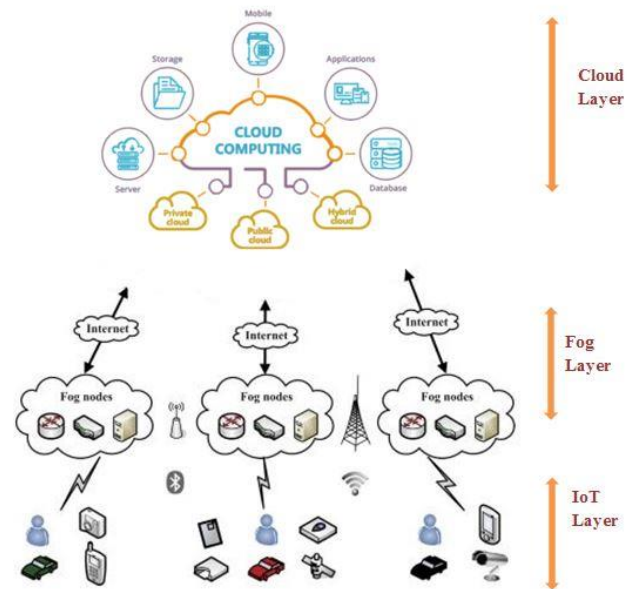 Mobile
Storage
Applications
CLOUD
COMPUTING
Server
Database
Private
cloud
Public
cloud
Hybrid
cloud
Cloud
Layer
Internet
Internet
Internet
Fog nodes
Fog nodes
Fog nodes
Fog
Layer
IoT
Layer